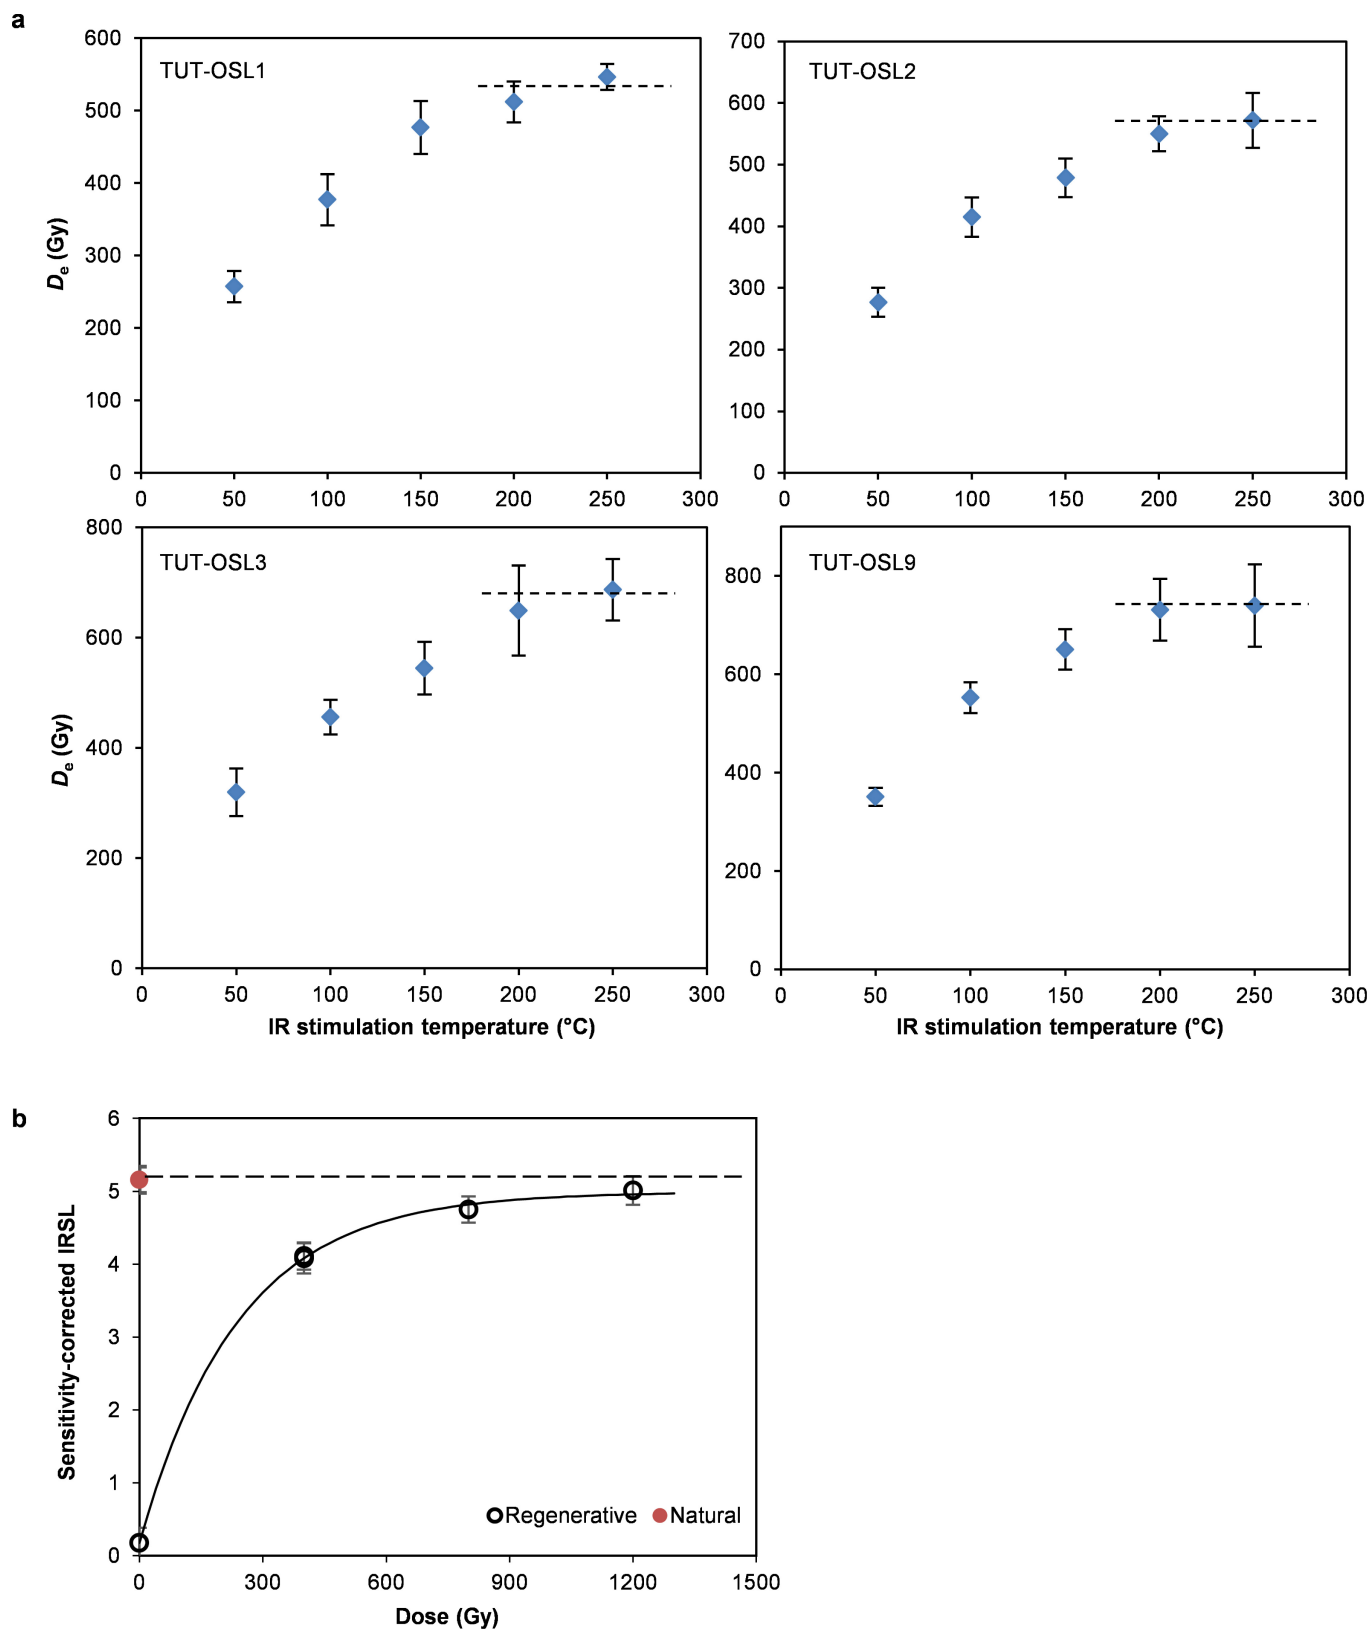 a
TUT-OSL1
600
500
400
300
200
100
0
De (Gy)
0 50 100 150 200 250 300
TUT-OSL2
700
600
500
400
300
200
100
0
0 50 100 150 200 250 300
TUT-OSL3
800
600
400
200
0
De (Gy)
0 50 100 150 200 250 300
IR stimulation temperature (°C)
TUT-OSL9
800
600
400
200
0
0 50 100 150 200 250 300
IR stimulation temperature (°C)
b
6
5
4
3
2
1
0
Sensitivity-corrected IRSL
Regenerative Natural
0 300 600 900 1200 1500
Dose (Gy)